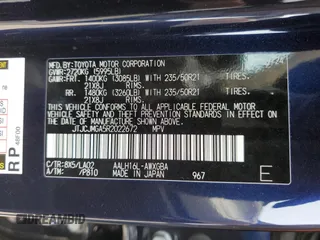 MFD. BY: TOYOTA MOTOR CORPORATION
GVWR: 2720KG (5995LB)
GAWR: FRT. 1400KG (3085LB) WITH 235/50R21 TIRES,
21X8J RIMS,
RR. 1480KG (3260LB) WITH 235/50R21 TIRES,
21X8J RIMS,
THIS VEHICLE CONFORMS TO ALL APPLICABLE
FEDERAL MOTOR VEHICLE SAFETY, BUMPER, AND
THEFT PREVENTION STANDARDS IN EFFECT ON THE
DATE OF MANUFACTURE SHOWN ABOVE.
JTJCJMGA5R2022672 MPV
C/TR: 8X5/LA02 AALH16L-AWXGBA
A/TM: /P810
MADE IN JAPAN 967
E
RP
AUTOBIDMASTER